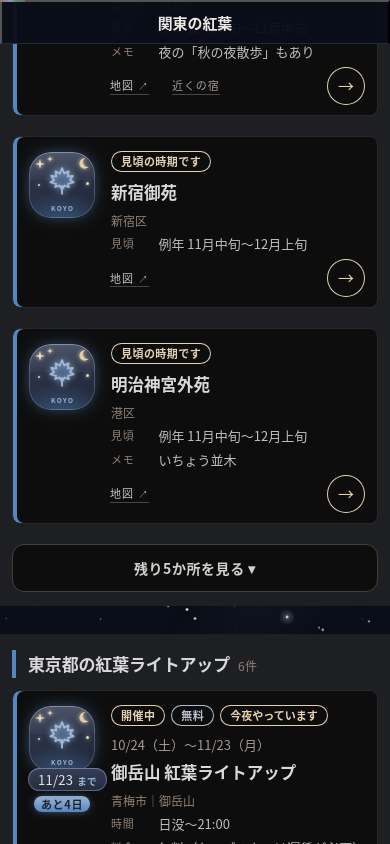 関東の紅葉
メモ 夜の「秋の夜散歩」もあり
地図 ↗ 近くの宿 →
見頃の時期です
新宿御苑
KOYO
新宿区
見頃 例年 11月中旬〜12月上旬
地図 ↗ →
見頃の時期です
明治神宮外苑
KOYO
港区
見頃 例年 11月中旬〜12月上旬
メモ いちょう並木
地図 ↗ →
残り5か所を見る ▾
東京都の紅葉ライトアップ 6件
開催中 無料 今夜やっています
10/24（土）〜11/23（月）
KOYO
御岳山 紅葉ライトアップ
11/23 まで
あと4日
青梅市｜御岳山
時間 日没〜21:00